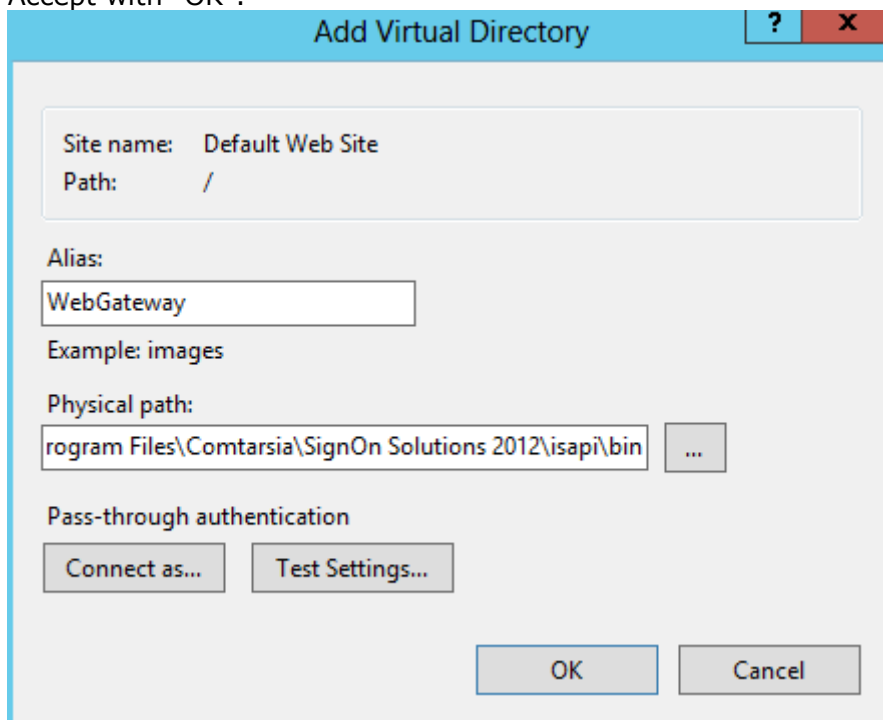 Accept with "OK".
Add Virtual Directory
? x
Site name: Default Web Site
Path: /
Alias:
WebGateway
Example: images
Physical path:
rogram Files\Comtarsia\SignOn Solutions 2012\isapi\bin ...
Pass-through authentication
Connect as... Test Settings...
OK Cancel